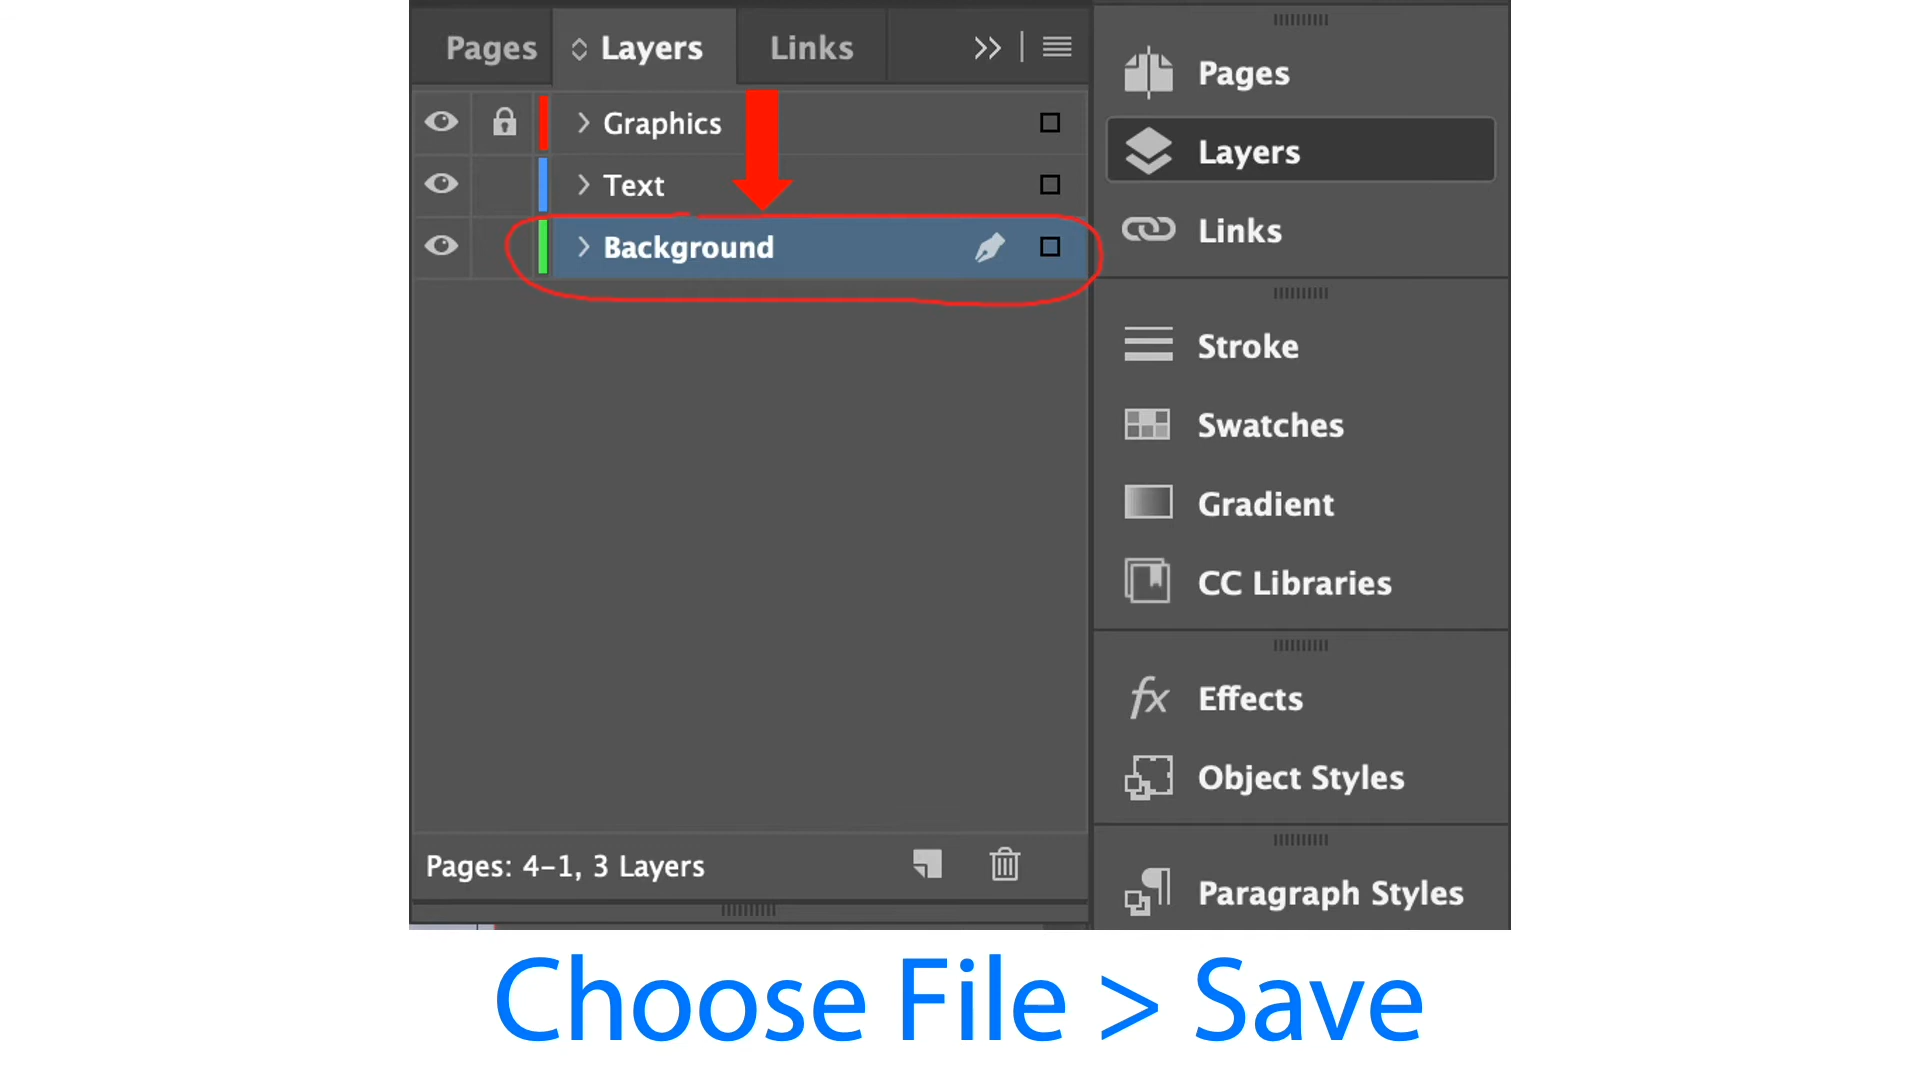 Pages
Layers
Links
Graphics
Text
Background
Pages: 4-1, 3 Layers
Pages
Layers
Links
Stroke
Swatches
Gradient
CC Libraries
fx Effects
Object Styles
Paragraph Styles
Choose File > Save